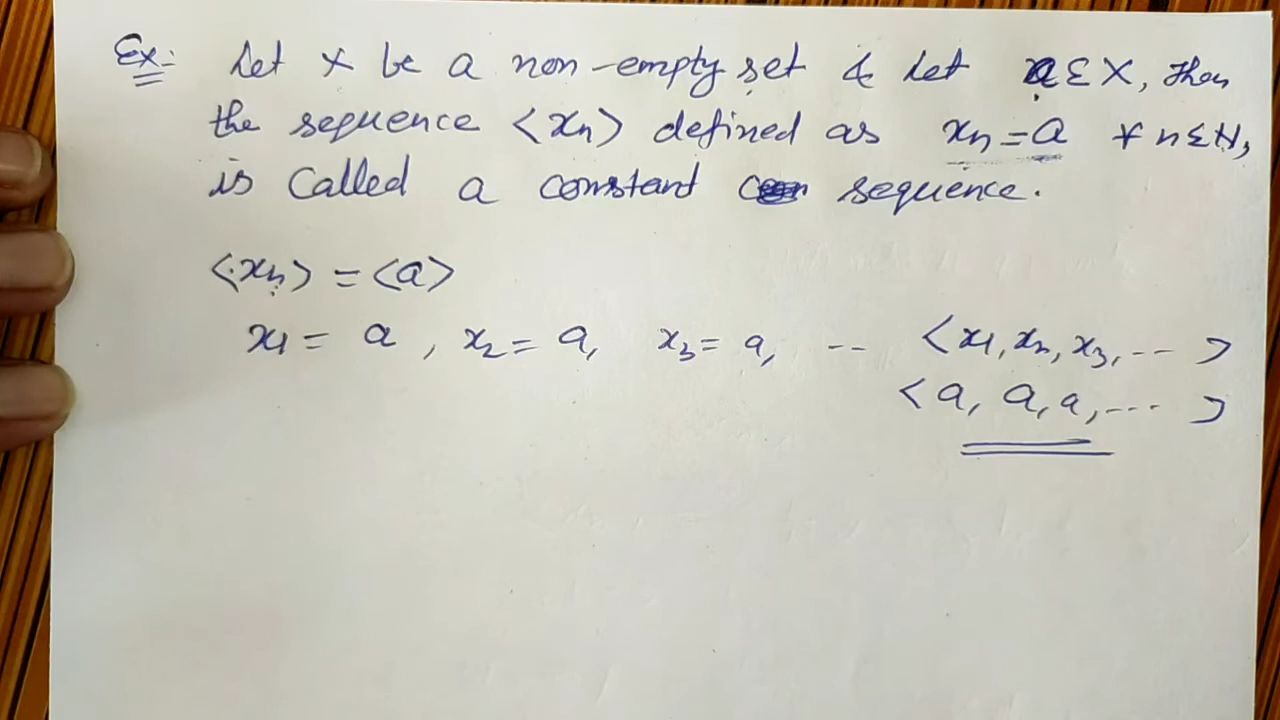 Ex:- Let X be a non-empty set & let a ∈ X, then
the sequence <xn> defined as xn = a ∀ n ∈ N,
is called a constant sequence.
<xn> = <a>
x1 = a, x2 = a, x3 = a, -- <x1, x2, x3, --- >
<a, a, a, ---- >